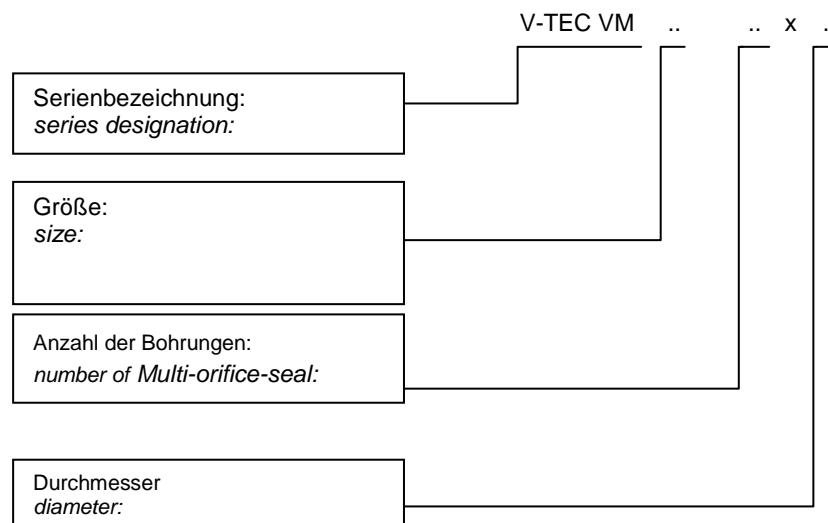 V-TEC VM .. .. x .
Serienbezeichnung:
series designation:
Größe:
size:
Anzahl der Bohrungen:
number of Multi-orifice-seal:
Durchmesser
diameter: